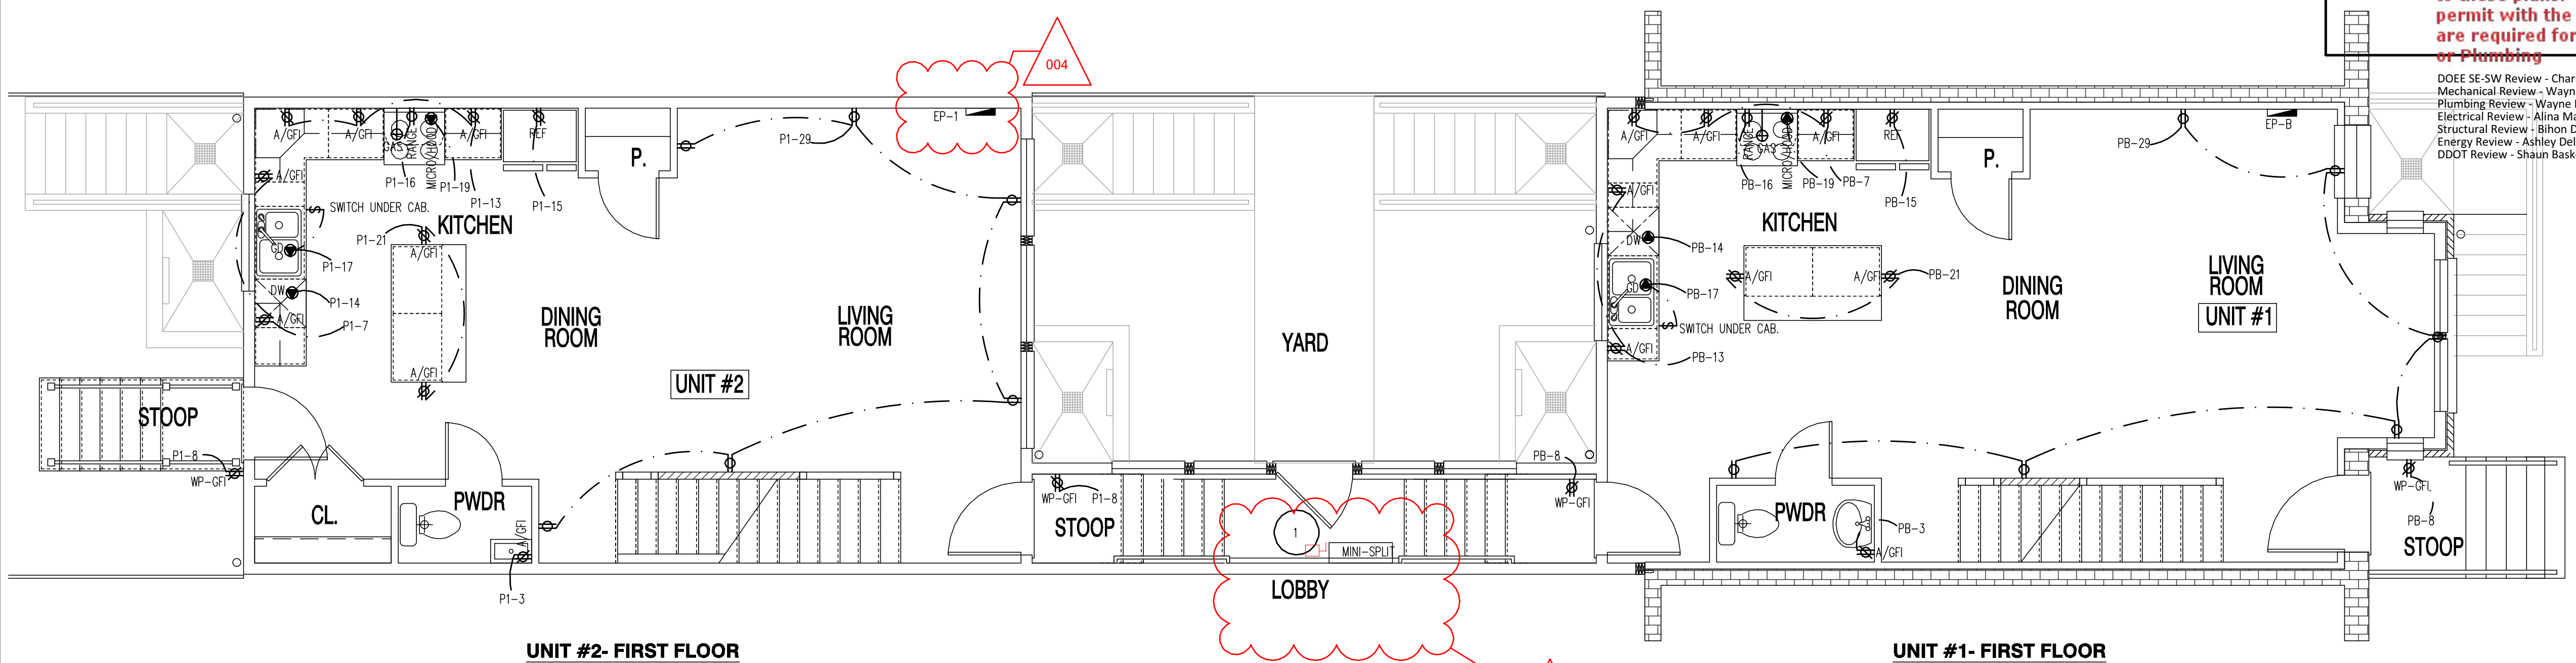 permit with the
are required for
or Plumbing
DOEE SE-SW Review - Char
Mechanical Review - Wayn
Plumbing Review - Wayne
Electrical Review - Alina Ma
Structural Review - Bihon D
Energy Review - Ashley Del
DDOT Review - Shaun Bask
004
EP-1
A/GFI
A/GFI
GAS
RANGE
MICRO/HOOD
A/GFI
REF
P.
P1-29
P1-16
P1-19
P1-13
P1-15
A/GFI
SWITCH UNDER CAB.
S
KITCHEN
P1-21
A/GFI
GD
P1-17
DW
P1-14
A/GFI
P1-7
A/GFI
DINING
ROOM
LIVING
ROOM
UNIT #2
STOOP
P1-8
WP-GFI
CL.
PWDR
A/GFI
P1-3
UNIT #2- FIRST FLOOR
YARD
WP-GFI
P1-8
STOOP
1
MINI-SPLIT
LOBBY
PB-8
WP-GFI
A/GFI
A/GFI
RANGE
GAS
MICRO/HOOD
A/GFI
REF
P.
PB-29
EP-B
PB-16
PB-19
PB-7
PB-15
A/GFI
KITCHEN
DW
PB-14
A/GFI
A/GFI
PB-21
GD
PB-17
S
SWITCH UNDER CAB.
A/GFI
PB-13
DINING
ROOM
LIVING
ROOM
UNIT #1
PWDR
PB-3
A/GFI
WP-GFI
PB-8
STOOP
UNIT #1- FIRST FLOOR